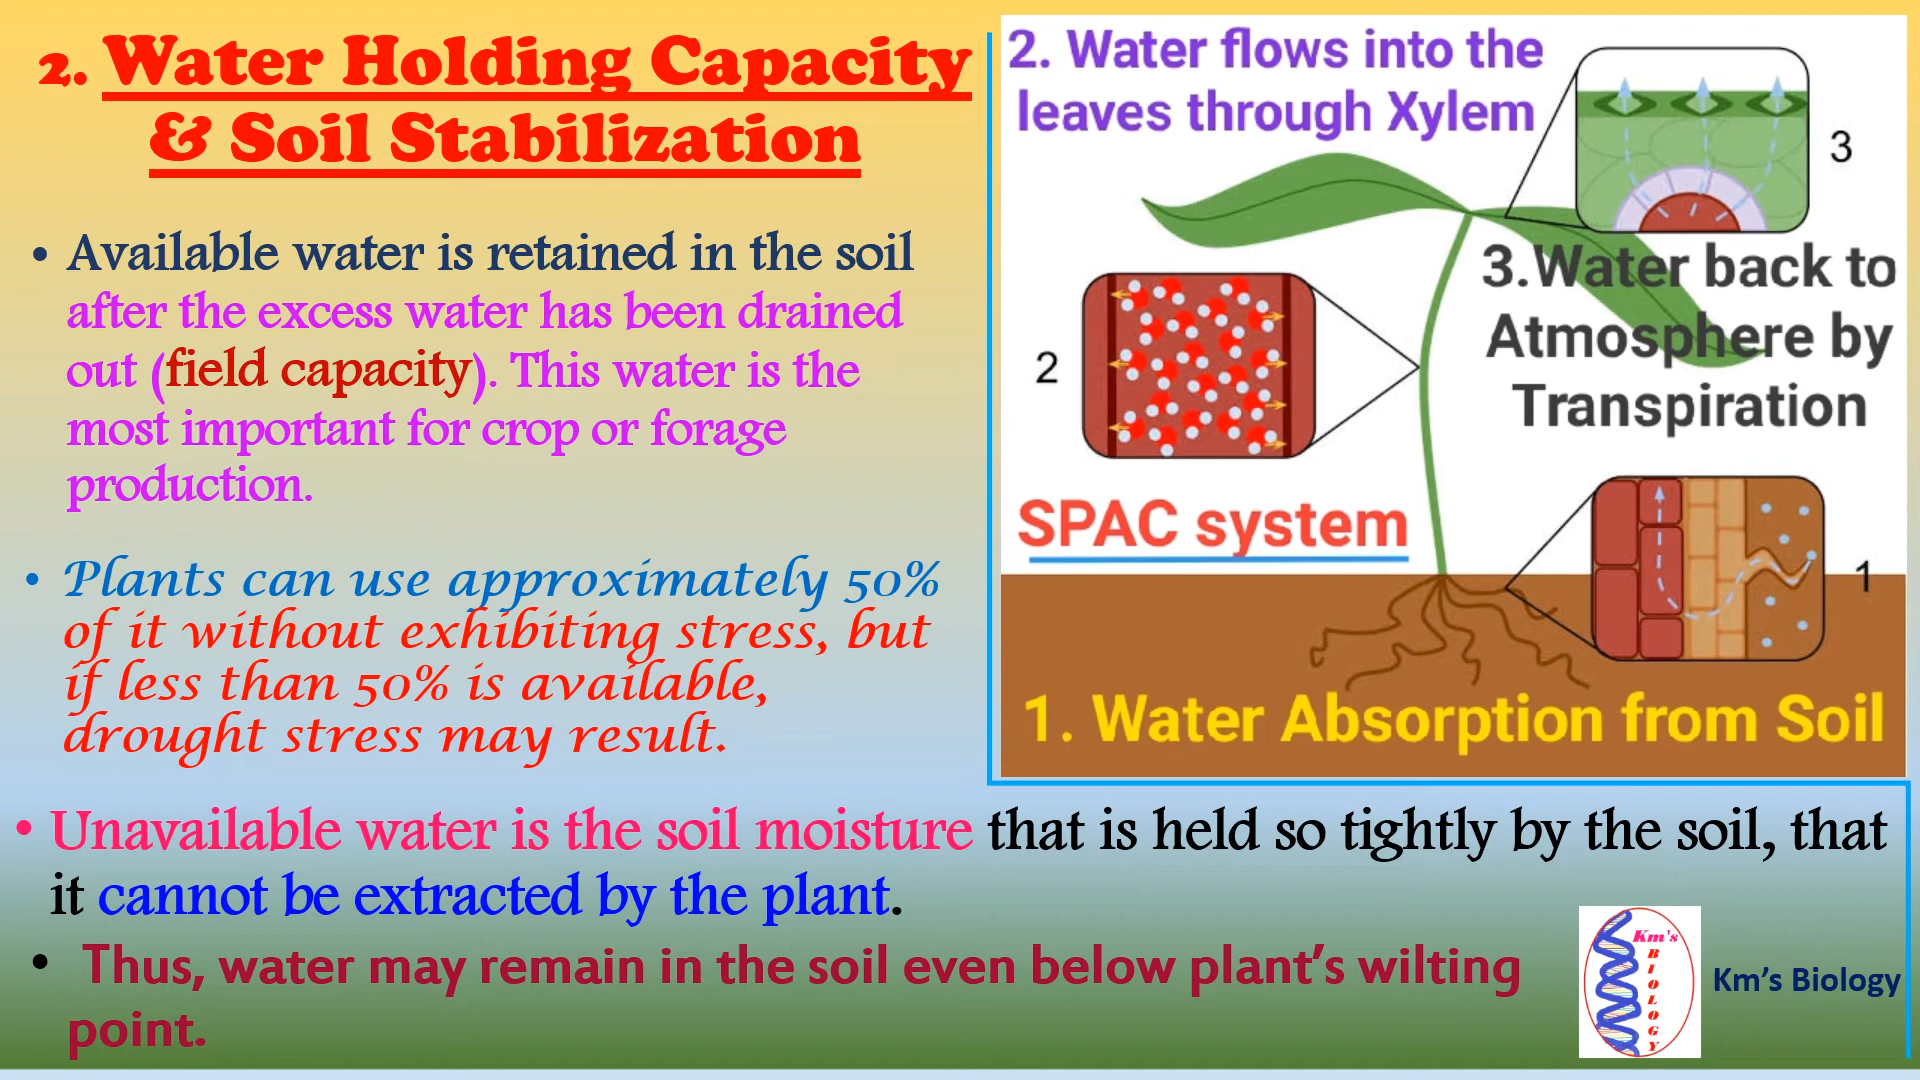 2. Water Holding Capacity
& Soil Stabilization
• Available water is retained in the soil
after the excess water has been drained
out (field capacity). This water is the
most important for crop or forage
production.
• Plants can use approximately 50%
of it without exhibiting stress, but
if less than 50% is available,
drought stress may result.
2. Water flows into the
leaves through Xylem
3
3.Water back to
Atmosphere by
Transpiration
2
SPAC system
1
1. Water Absorption from Soil
• Unavailable water is the soil moisture that is held so tightly by the soil, that
it cannot be extracted by the plant.
• Thus, water may remain in the soil even below plant's wilting
point.
Km's
BIOLOGY
Km's Biology